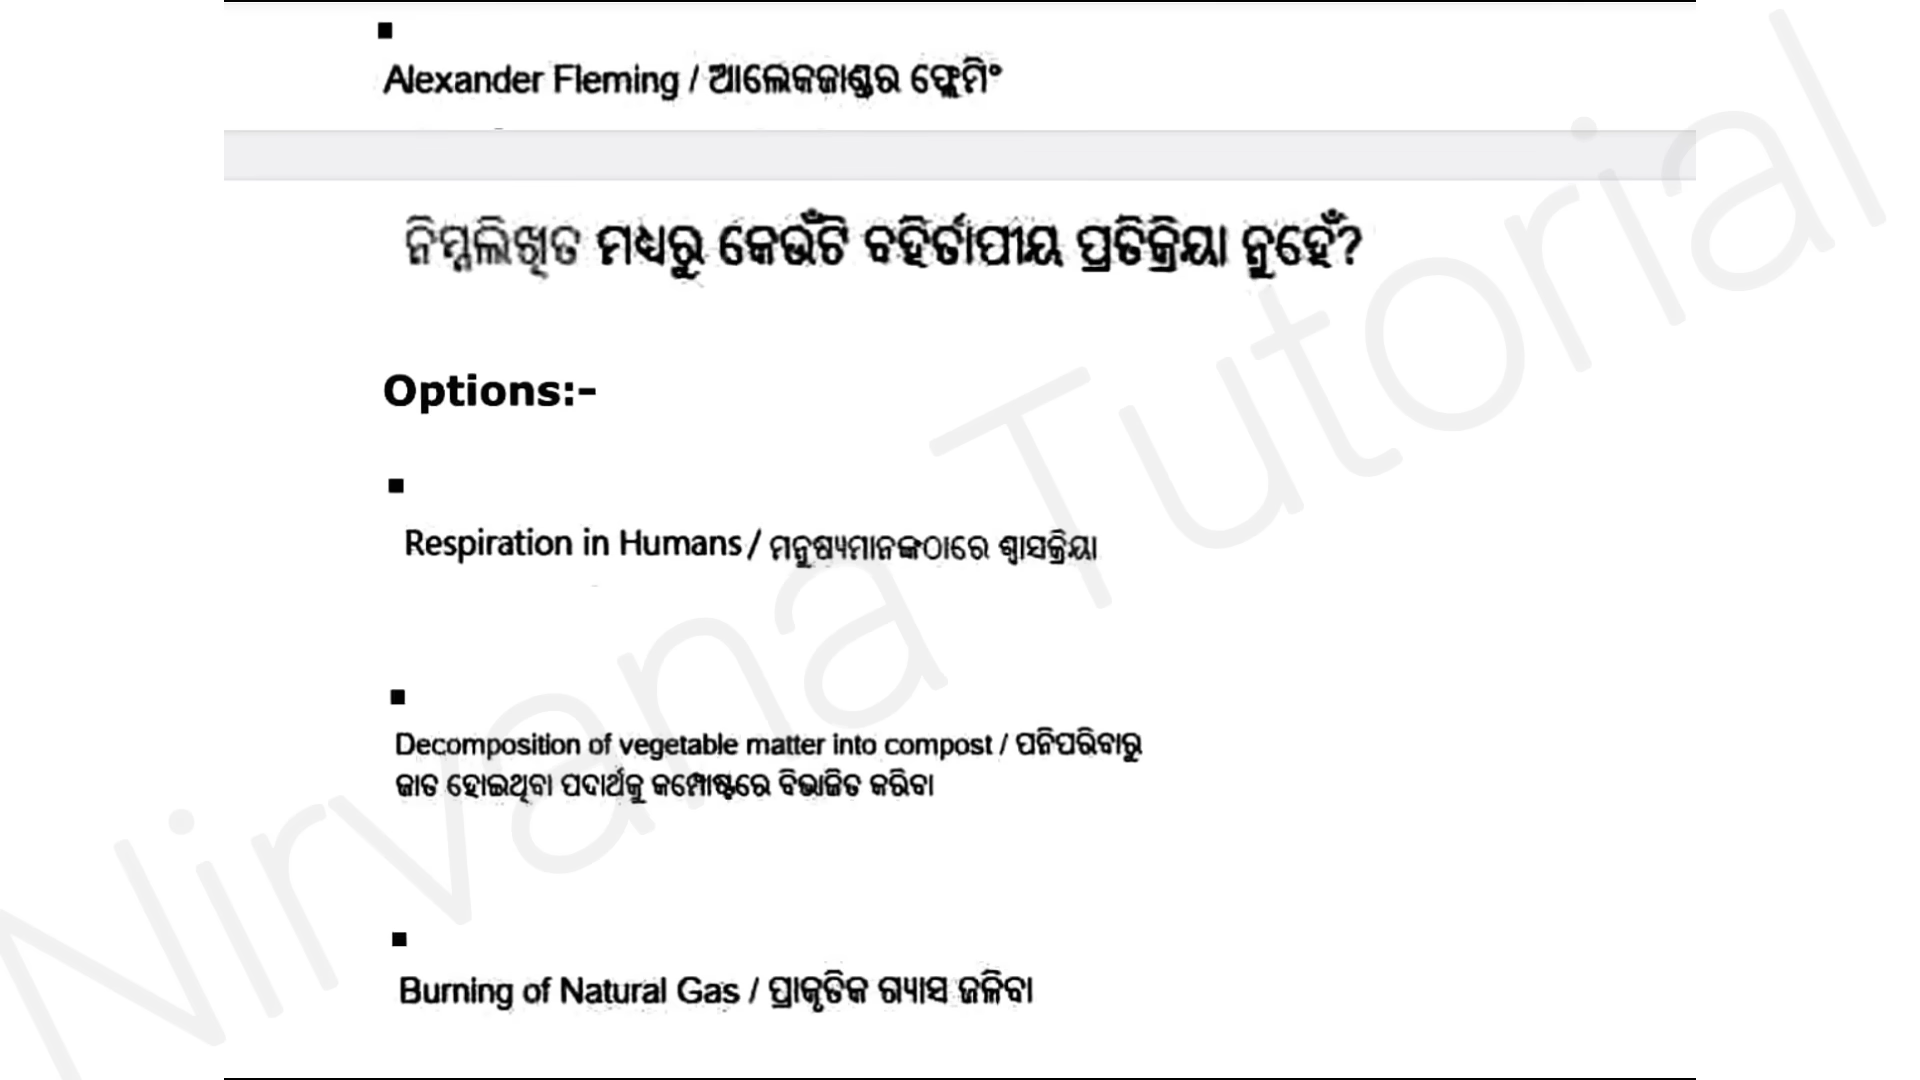 Alexander Fleming / ଆଲେକଜାଣ୍ଡର ଫ୍ଲେମିଂ
ନିମ୍ନଲିଖିତ ମଧ୍ୟରୁ କେଉଁଟି ବହିର୍ତାପୀୟ ପ୍ରତିକ୍ରିୟା ନୁହେଁ?
Options:-
Respiration in Humans / ମନୁଷ୍ୟମାନଙ୍କଠାରେ ଶ୍ୱାସକ୍ରିୟା
Decomposition of vegetable matter into compost / ପନିପରିବାରୁ
ଜାତ ହୋଇଥିବା ପଦାର୍ଥକୁ କମ୍ପୋଷ୍ଟରେ ବିଭାଜିତ କରିବା
Burning of Natural Gas / ପ୍ରାକୃତିକ ଗ୍ୟାସ ଜଳିବା
Nirvana Tutorial